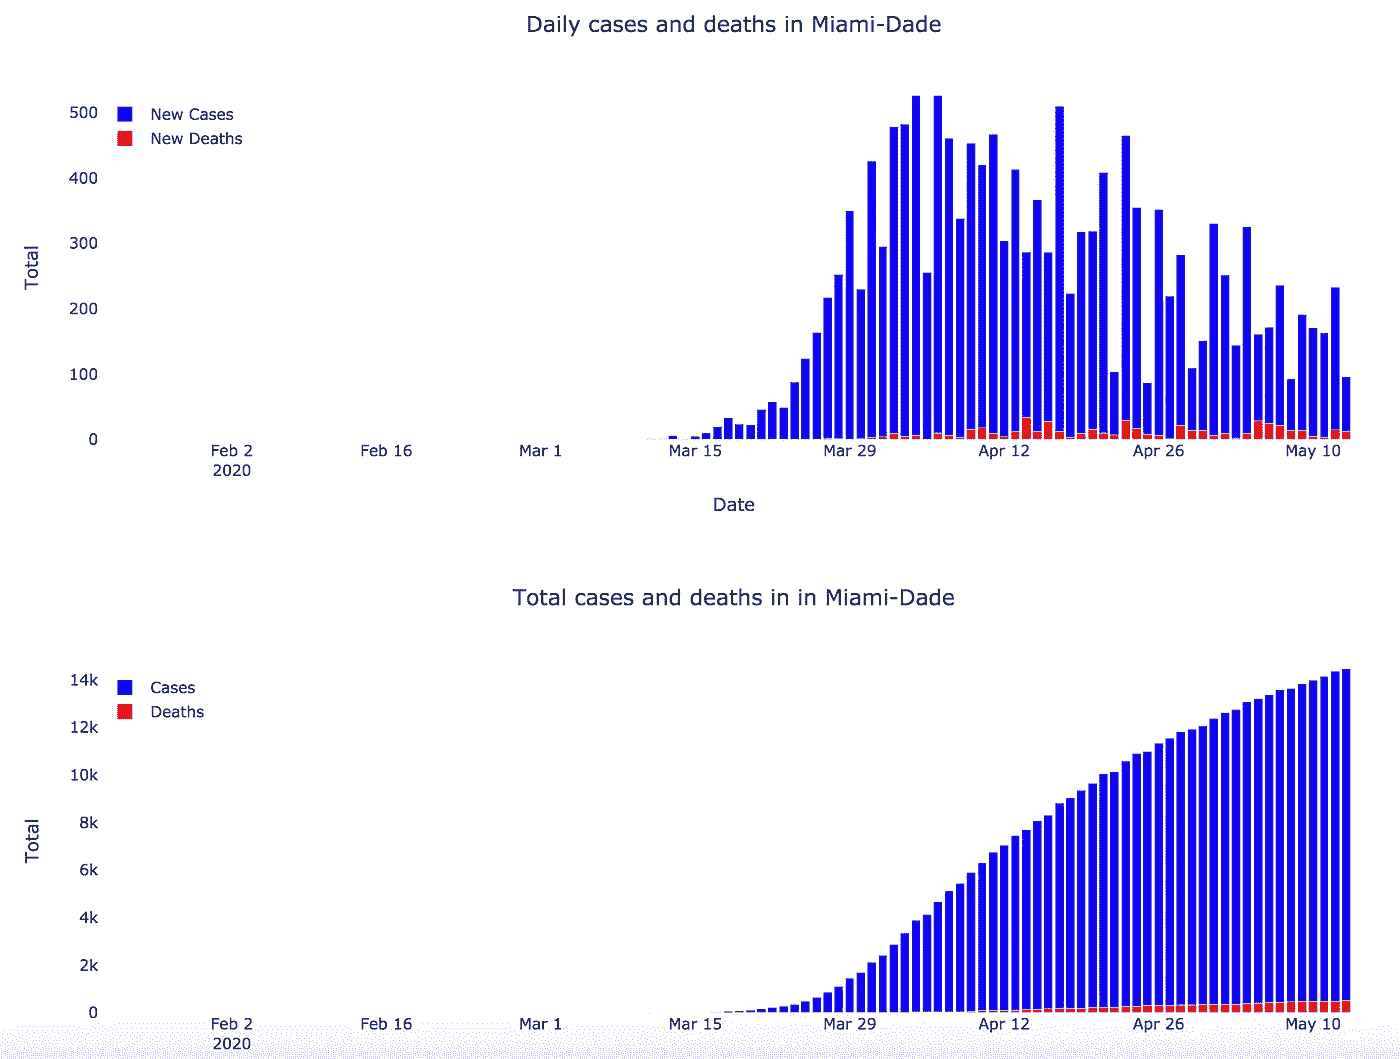 Daily cases and deaths in Miami-Dade
500
New Cases
New Deaths
400
300
Total
200
100
0
Feb 2 Feb 16 Mar 1 Mar 15 Mar 29 Apr 12 Apr 26 May 10
2020
Date
Total cases and deaths in in Miami-Dade
14k
Cases
Deaths
12k
10k
8k
Total
6k
4k
2k
0
Feb 2 Feb 16 Mar 1 Mar 15 Mar 29 Apr 12 Apr 26 May 10
2020